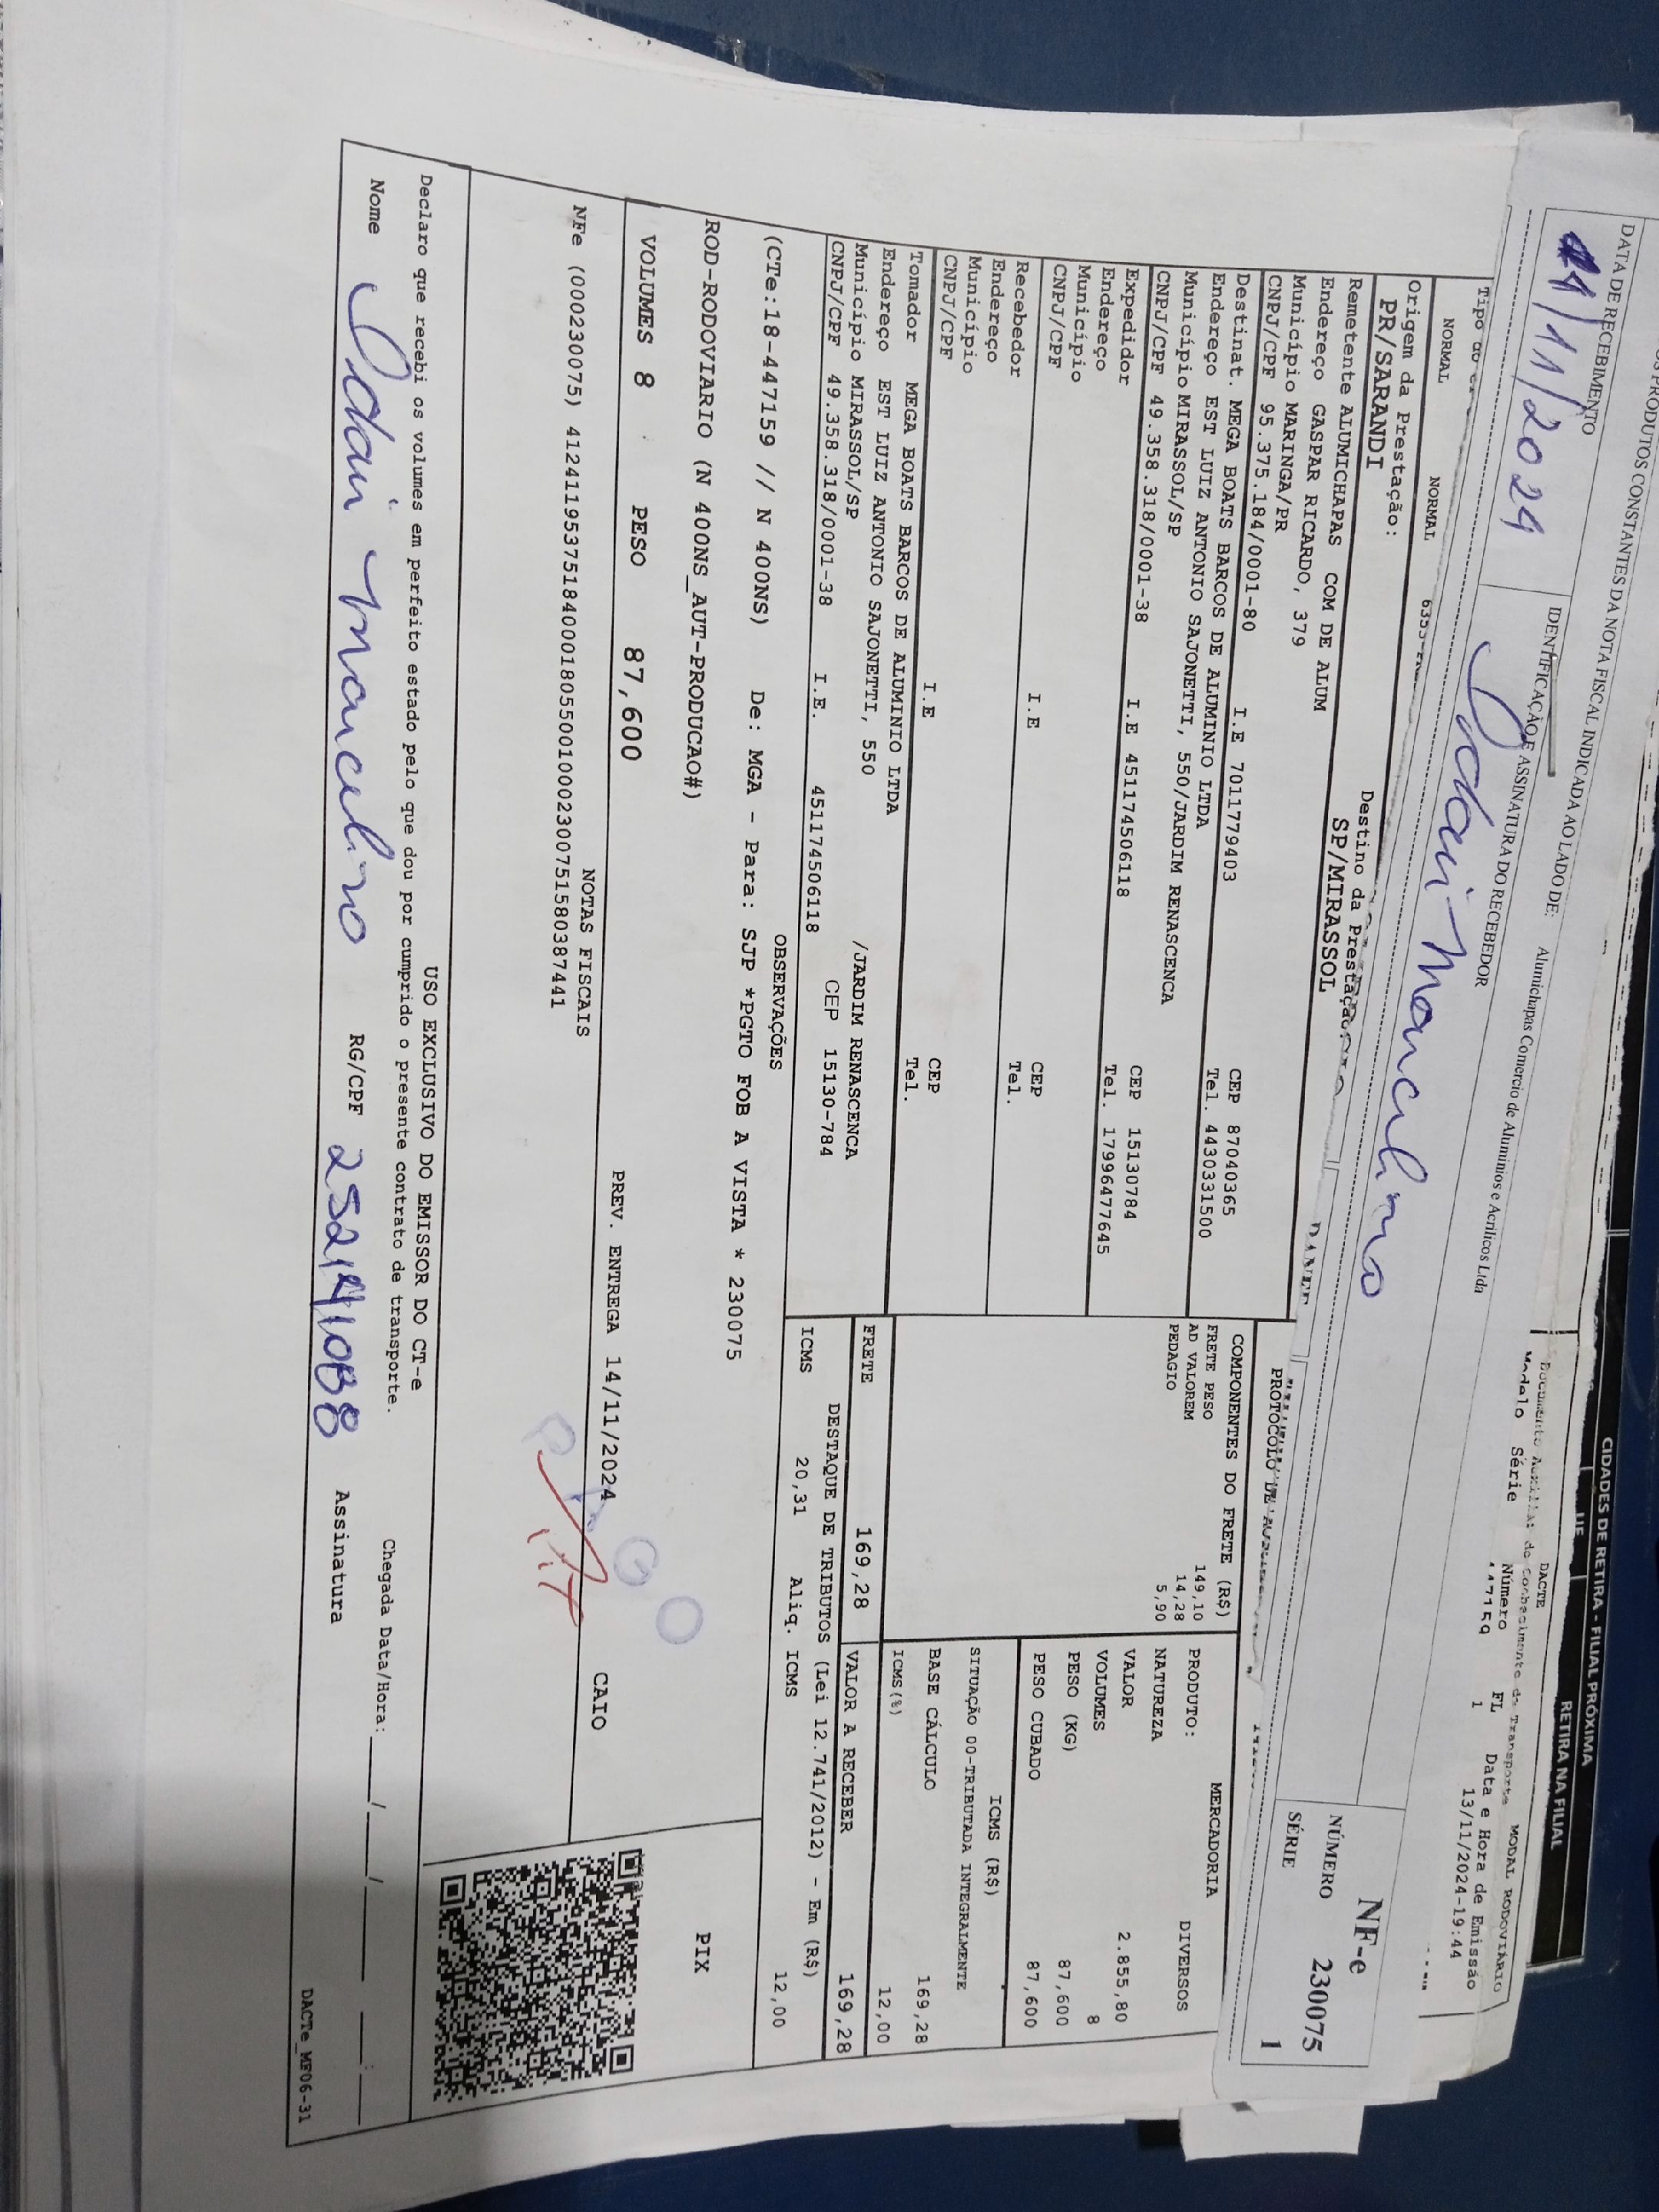 CIDADES DE RETIRA - FILIAL PRÓXIMA
UF
RETIRA NA FILIAL
OS PRODUTOS CONSTANTES DA NOTA FISCAL INDICADA AO LADO DE: Alumichapas Comercio de Aluminios e Acrilicos Ltda
DATA DE RECEBIMENTO
IDENTIFICAÇÃO E ASSINATURA DO RECEBEDOR
11/11/2024
NF-e
NÚMERO 230075
SÉRIE 1
DACTE
MODAL RODOVIÁRIO
Modelo Série Número FL Data e Hora de Emissão
447159 1 13/11/2024-19:44
NORMAL NORMAL
Origem da Prestação:
PR/SARANDI
Destino da Prestação
SP/MIRASSOL
DANFE
PROTOCOLO DE
Remetente ALUMICHAPAS COM DE ALUM
Endereço GASPAR RICARDO, 379
Município MARINGA/PR CEP 87040365
CNPJ/CPF 95.375.184/0001-80 I.E 7011779403 Tel. 4430331500
Destinat. MEGA BOATS BARCOS DE ALUMINIO LTDA
Endereço EST LUIZ ANTONIO SAJONETTI, 550/JARDIM RENASCENCA
Município MIRASSOL/SP CEP 15130784
CNPJ/CPF 49.358.318/0001-38 I.E 451174506118 Tel. 17996477645
Expedidor
Endereço
Município CEP
CNPJ/CPF I.E Tel.
Recebedor
Endereço
Município CEP
CNPJ/CPF I.E Tel.
Tomador MEGA BOATS BARCOS DE ALUMINIO LTDA
Endereço EST LUIZ ANTONIO SAJONETTI, 550 /JARDIM RENASCENCA
Município MIRASSOL/SP CEP 15130-784
CNPJ/CPF 49.358.318/0001-38 I.E. 451174506118
COMPONENTES DO FRETE (R$)
FRETE PESO 149,10
AD VALOREM 14,28
PEDAGIO 5,90
MERCADORIA
PRODUTO: DIVERSOS
NATUREZA
VALOR 2.855,80
VOLUMES 8
PESO (KG) 87,600
PESO CUBADO 87,600
ICMS (R$)
SITUAÇÃO 00-TRIBUTADA INTEGRALMENTE
BASE CÁLCULO 169,28
ICMS(%) 12,00
FRETE 169,28 VALOR A RECEBER 169,28
DESTAQUE DE TRIBUTOS (Lei 12.741/2012) - Em (R$)
ICMS 20,31 Aliq. ICMS 12,00
OBSERVAÇÕES
(CTe:18-447159 // N 400NS) De: MGA - Para: SJP *PGTO FOB A VISTA * 230075
ROD-RODOVIARIO (N 400NS_AUT-PRODUCAO#)
PIX
VOLUMES 8 PESO 87,600 PREV. ENTREGA 14/11/2024 CAIO
PAGO
NOTAS FISCAIS
NFe (000230075) 41241195375184000180550010002300751580387441
USO EXCLUSIVO DO EMISSOR DO CT-e
Declaro que recebi os volumes em perfeito estado pelo que dou por cumprido o presente contrato de transporte.
Chegada Data/Hora: ___/___/_____ ___:___
Nome RG/CPF Assinatura
DACTe_MF06-31